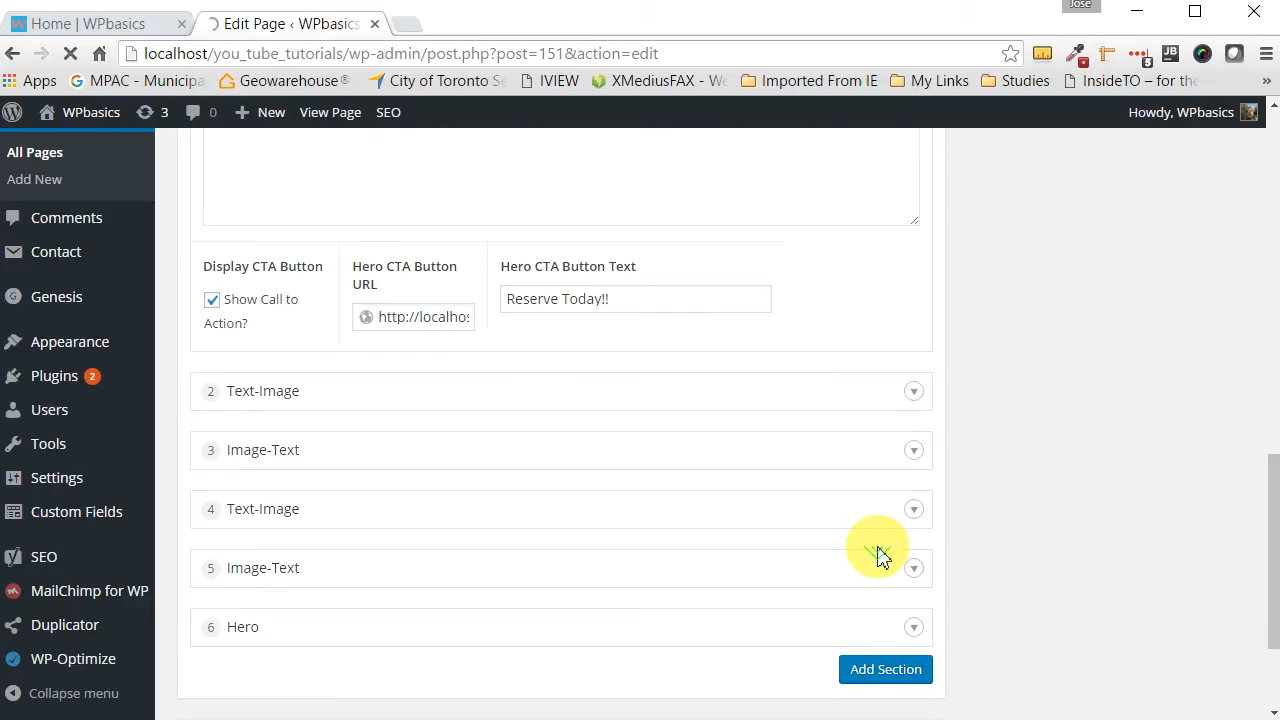 Jose
Home | WPbasics
Edit Page ‹ WPbasics
localhost/you_tube_tutorials/wp-admin/post.php?post=151&action=edit
5
JB
Apps
MPAC - Municipa
Geowarehouse®
City of Toronto Se
IVIEW
XMediusFAX - We
Imported From IE
My Links
Studies
InsideTO – for the
»
WPbasics
3
0
New
View Page
SEO
Howdy, WPbasics
All Pages
Add New
Comments
Contact
Genesis
Appearance
Plugins 2
Users
Tools
Settings
Custom Fields
SEO
MailChimp for WP
Duplicator
WP-Optimize
Collapse menu
Display CTA Button
Show Call to
Action?
Hero CTA Button
URL
http://localhos
Hero CTA Button Text
Reserve Today!!
2 Text-Image
3 Image-Text
4 Text-Image
5 Image-Text
6 Hero
Add Section